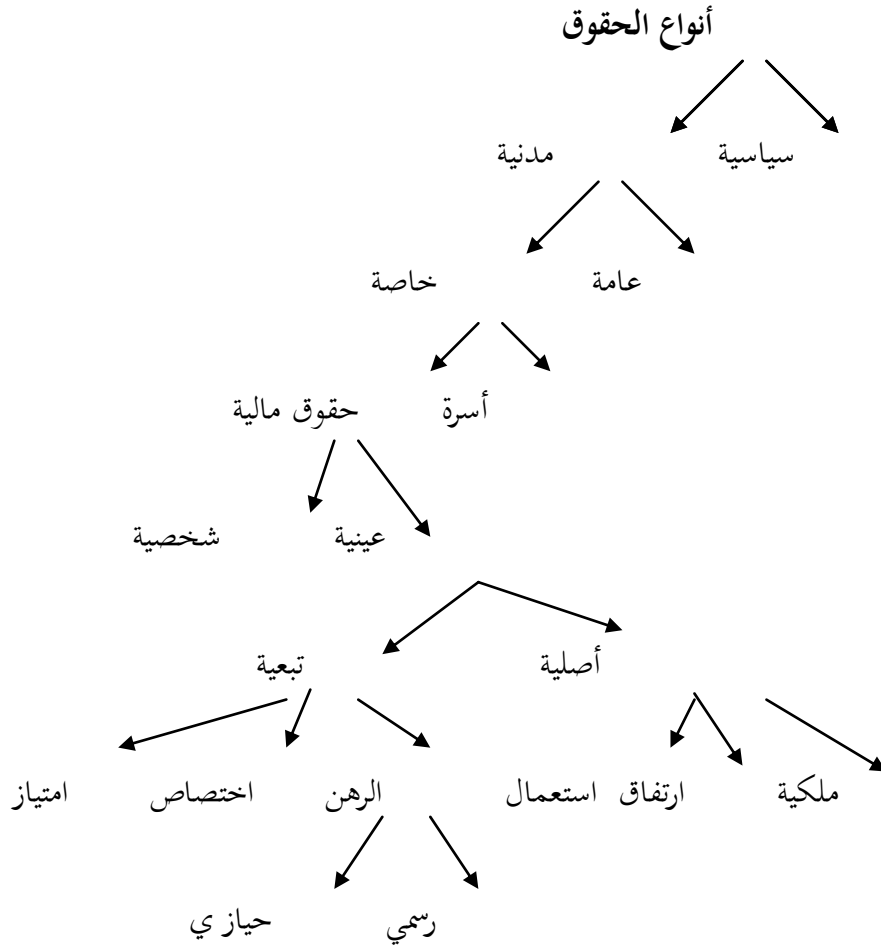 أنواع الحقوق
سياسية مدنية
عامة خاصة
أسرة حقوق مالية
عينية شخصية
أصلية تبعية
ملكية ارتفاق استعمال الرهن اختصاص امتياز
رسمي حياز ي